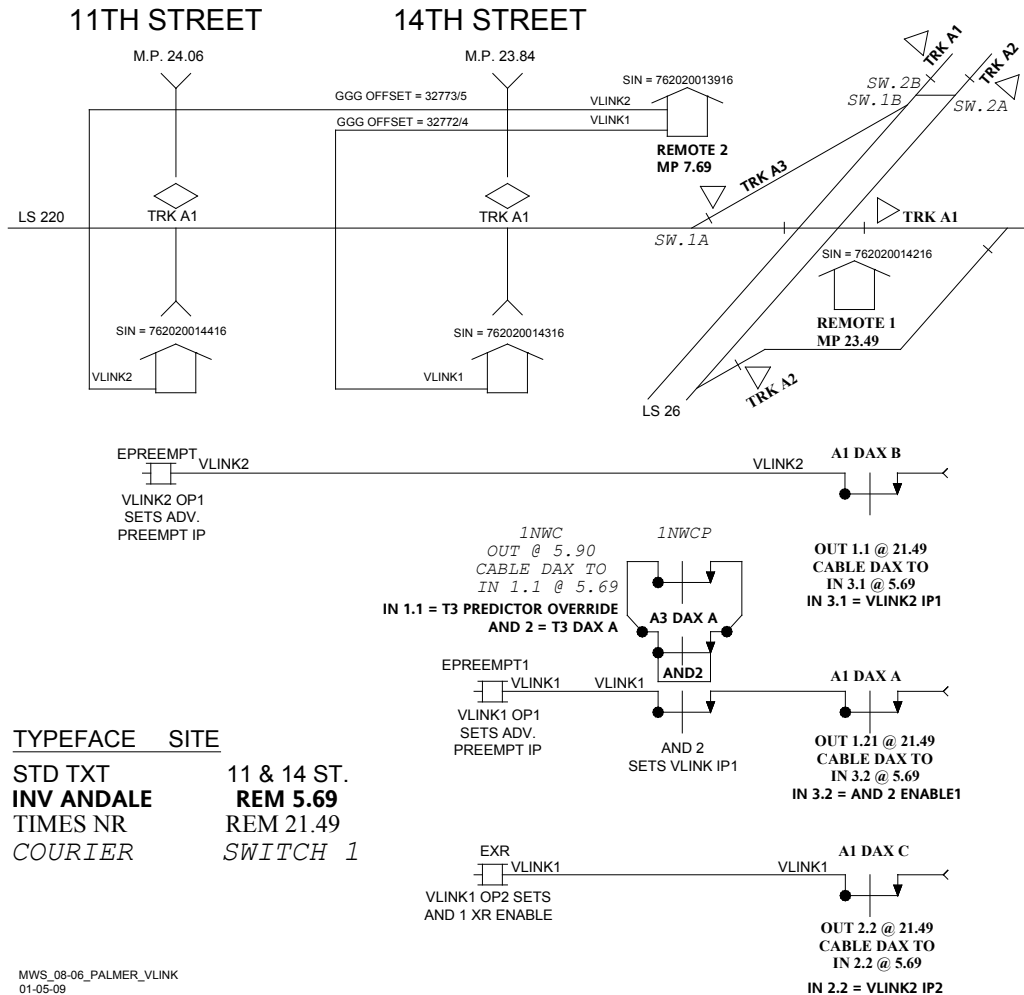 11TH STREET
14TH STREET
M.P. 24.06
M.P. 23.84
SIN = 762020013916
GGG OFFSET = 32773/5
VLINK2
GGG OFFSET = 32772/4
VLINK1
REMOTE 2
MP 7.69
TRK A1
TRK A2
SW.2B
SW.1B
SW.2A
TRK A3
LS 220
TRK A1
TRK A1
SW.1A
TRK A1
SIN = 762020014216
REMOTE 1
MP 23.49
SIN = 762020014416
SIN = 762020014316
VLINK2
VLINK1
TRK A2
LS 26
EPREEMPT
VLINK2
VLINK2
A1 DAX B
VLINK2 OP1
SETS ADV.
PREEMPT IP
OUT 1.1 @ 21.49
CABLE DAX TO
IN 3.1 @ 5.69
IN 3.1 = VLINK2 IP1
1NWC
OUT @ 5.90
CABLE DAX TO
IN 1.1 @ 5.69
IN 1.1 = T3 PREDICTOR OVERRIDE
AND 2 = T3 DAX A
1NWCP
A3 DAX A
AND2
EPREEMPT1
VLINK1
VLINK1
A1 DAX A
VLINK1 OP1
SETS ADV.
PREEMPT IP
AND 2
SETS VLINK IP1
OUT 1.21 @ 21.49
CABLE DAX TO
IN 3.2 @ 5.69
IN 3.2 = AND 2 ENABLE1
TYPEFACE SITE
STD TXT 11 & 14 ST.
INV ANDALE REM 5.69
TIMES NR REM 21.49
COURIER SWITCH 1
EXR
VLINK1
VLINK1
A1 DAX C
VLINK1 OP2 SETS
AND 1 XR ENABLE
OUT 2.2 @ 21.49
CABLE DAX TO
IN 2.2 @ 5.69
IN 2.2 = VLINK2 IP2
MWS_08-06_PALMER_VLINK
01-05-09